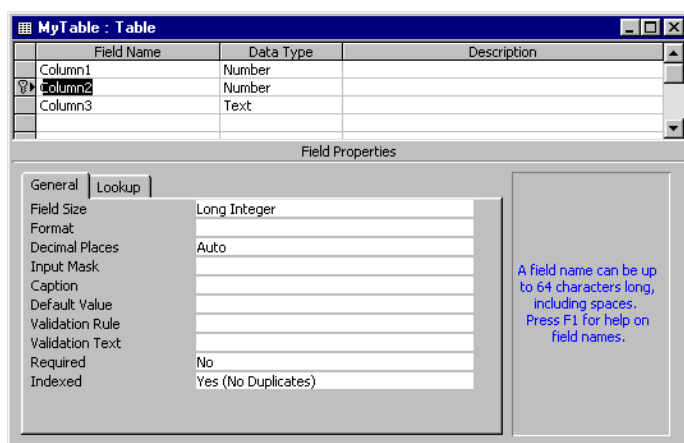 MyTable : Table
Field Name Data Type Description
Column1 Number
Column2 Number
Column3 Text
Field Properties
General Lookup
Field Size Long Integer
Format
Decimal Places Auto
Input Mask
Caption
Default Value
Validation Rule
Validation Text
Required No
Indexed Yes (No Duplicates)
A field name can be up
to 64 characters long,
including spaces.
Press F1 for help on
field names.